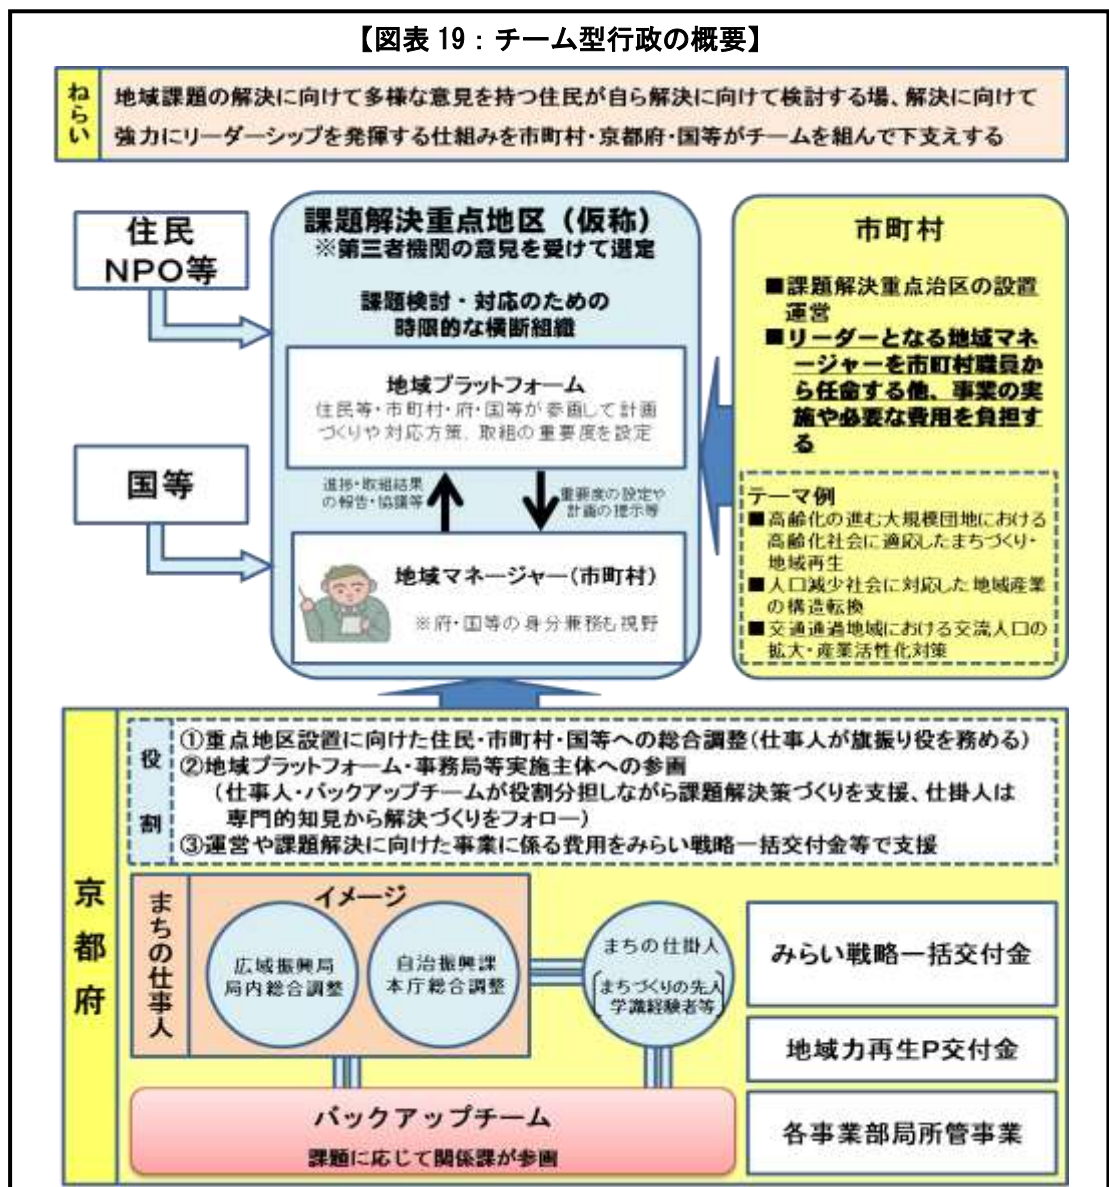 【図表 19：チーム型行政の概要】
ねらい
地域課題の解決に向けて多様な意見を持つ住民が自ら解決に向けて検討する場、解決に向けて
強力にリーダーシップを発揮する仕組みを市町村・京都府・国等がチームを組んで下支えする
住民
NPO等
国等
課題解決重点地区（仮称）
※第三者機関の意見を受けて選定
課題検討・対応のための
時限的な横断組織
地域プラットフォーム
住民等・市町村・府・国等が参画して計画
づくりや対応方策、取組の重要度を設定
進捗・取組結果
の報告・協議等
重要度の設定や
計画の提示等
地域マネージャー（市町村）
※府・国等の身分兼務も視野
市町村
■課題解決重点治区の設置
運営
■リーダーとなる地域マネ
ージャーを市町村職員か
ら任命する他、事業の実
施や必要な費用を負担す
る
テーマ例
■高齢化の進む大規模団地における
高齢化社会に適応したまちづくり・
地域再生
■人口減少社会に対応した地域産業
の構造転換
■交通通過地域における交流人口の
拡大・産業活性化対策
京都府
役割
①重点地区設置に向けた住民・市町村・国等への総合調整（仕事人が旗振り役を務める）
②地域プラットフォーム・事務局等実施主体への参画
（仕事人・バックアップチームが役割分担しながら課題解決策づくりを支援、仕掛人は
専門的知見から解決づくりをフォロー）
③運営や課題解決に向けた事業に係る費用をみらい戦略一括交付金等で支援
まちの仕事人
イメージ
広域振興局
局内総合調整
自治振興課
本庁総合調整
まちの仕掛人
（まちづくりの先人
学識経験者等）
バックアップチーム
課題に応じて関係課が参画
みらい戦略一括交付金
地域力再生P交付金
各事業部局所管事業